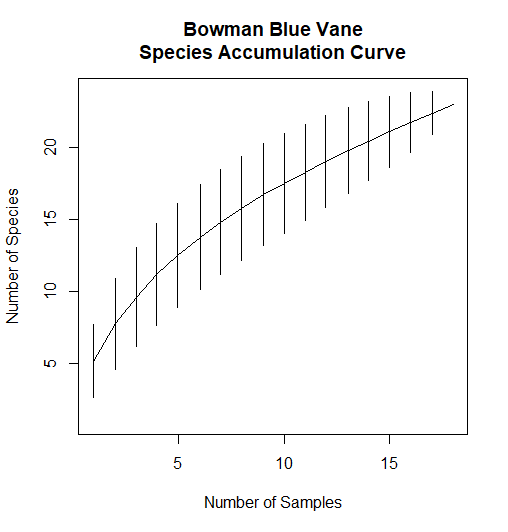 Bowman Blue Vane
Species Accumulation Curve
Number of Species
20
15
10
5
5 10 15
Number of Samples